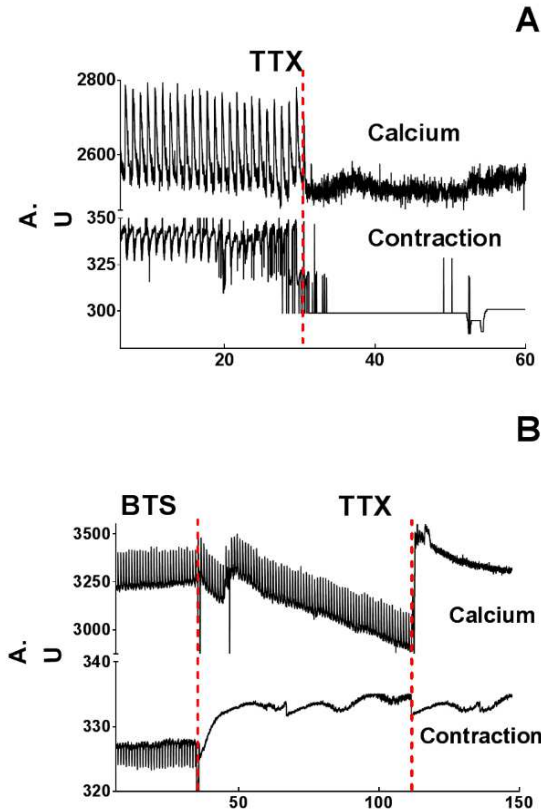 A
TTX
2800
Calcium
2600
A.
U
350
Contraction
325
300
20
40
60
B
BTS
TTX
3500
3250
Calcium
3000
A.
U
340
Contraction
330
320
50
100
150